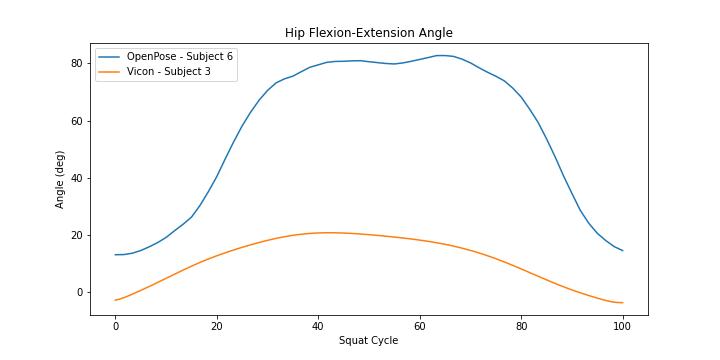 Hip Flexion-Extension Angle
OpenPose - Subject 6
Vicon - Subject 3
Angle (deg)
80
60
40
20
0
0 20 40 60 80 100
Squat Cycle